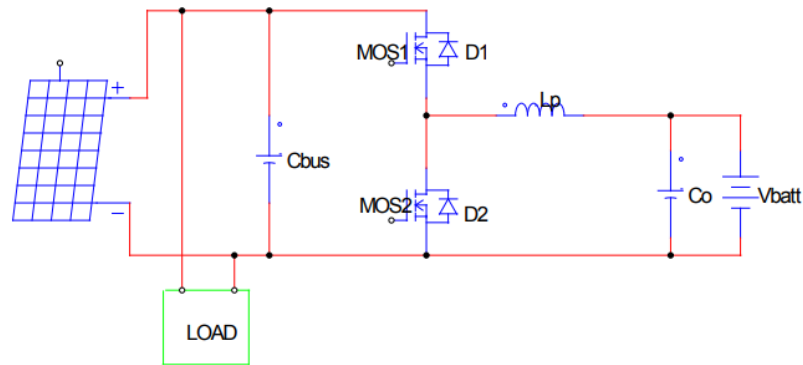 +
MOS1
D1
Lp
Cbus
MOS2
D2
Co
Vbatt
−
LOAD